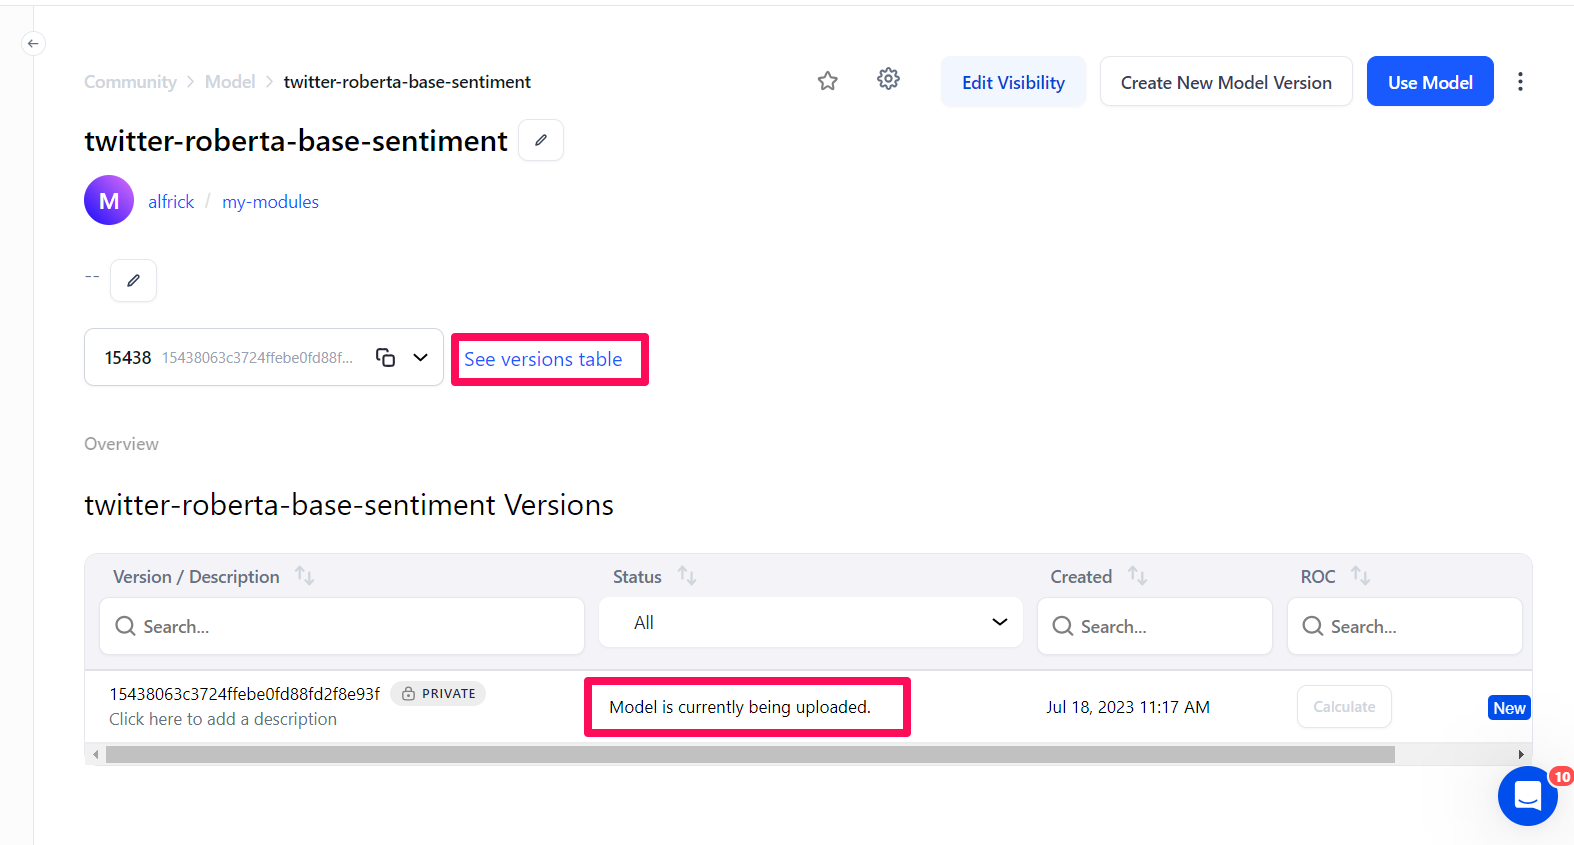 Community > Model > twitter-roberta-base-sentiment
Edit Visibility
Create New Model Version
Use Model
twitter-roberta-base-sentiment
M
alfrick / my-modules
--
15438 15438063c3724ffebe0fd88f...
See versions table
Overview
twitter-roberta-base-sentiment Versions
Version / Description
Status
Created
ROC
Search...
All
Search...
Search...
15438063c3724ffebe0fd88fd2f8e93f PRIVATE
Click here to add a description
Model is currently being uploaded.
Jul 18, 2023 11:17 AM
Calculate
New
10